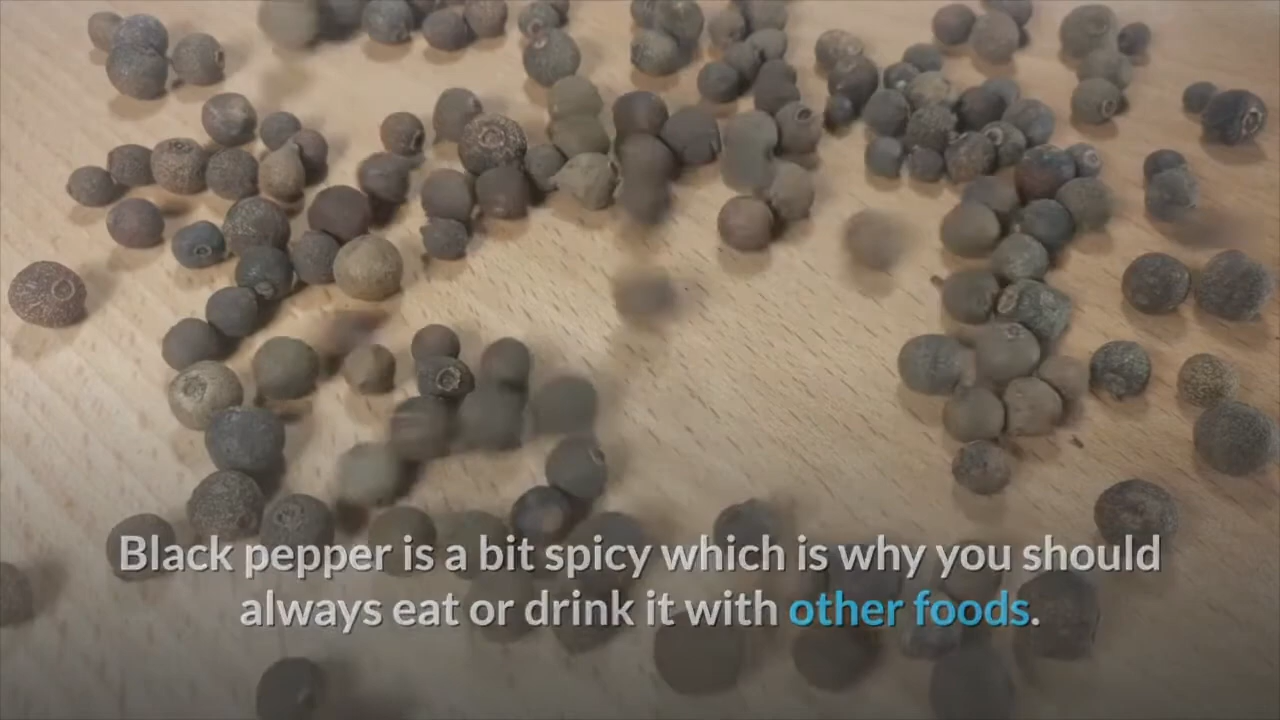 Black pepper is a bit spicy which is why you should
always eat or drink it with other foods.